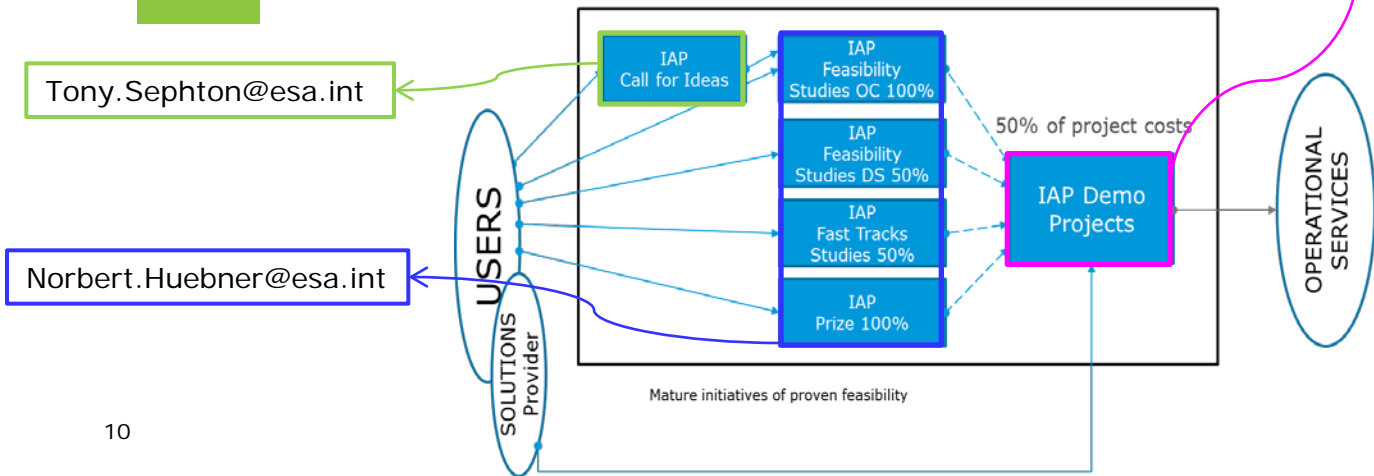 IAP
Call for Ideas
IAP
Feasibility
Studies OC 100%
Tony.Sephton@esa.int
50% of project costs
IAP
Feasibility
Studies DS 50%
USERS
IAP Demo
Projects
OPERATIONAL
SERVICES
IAP
Fast Tracks
Studies 50%
Norbert.Huebner@esa.int
IAP
Prize 100%
SOLUTIONS
Provider
Mature initiatives of proven feasibility
10